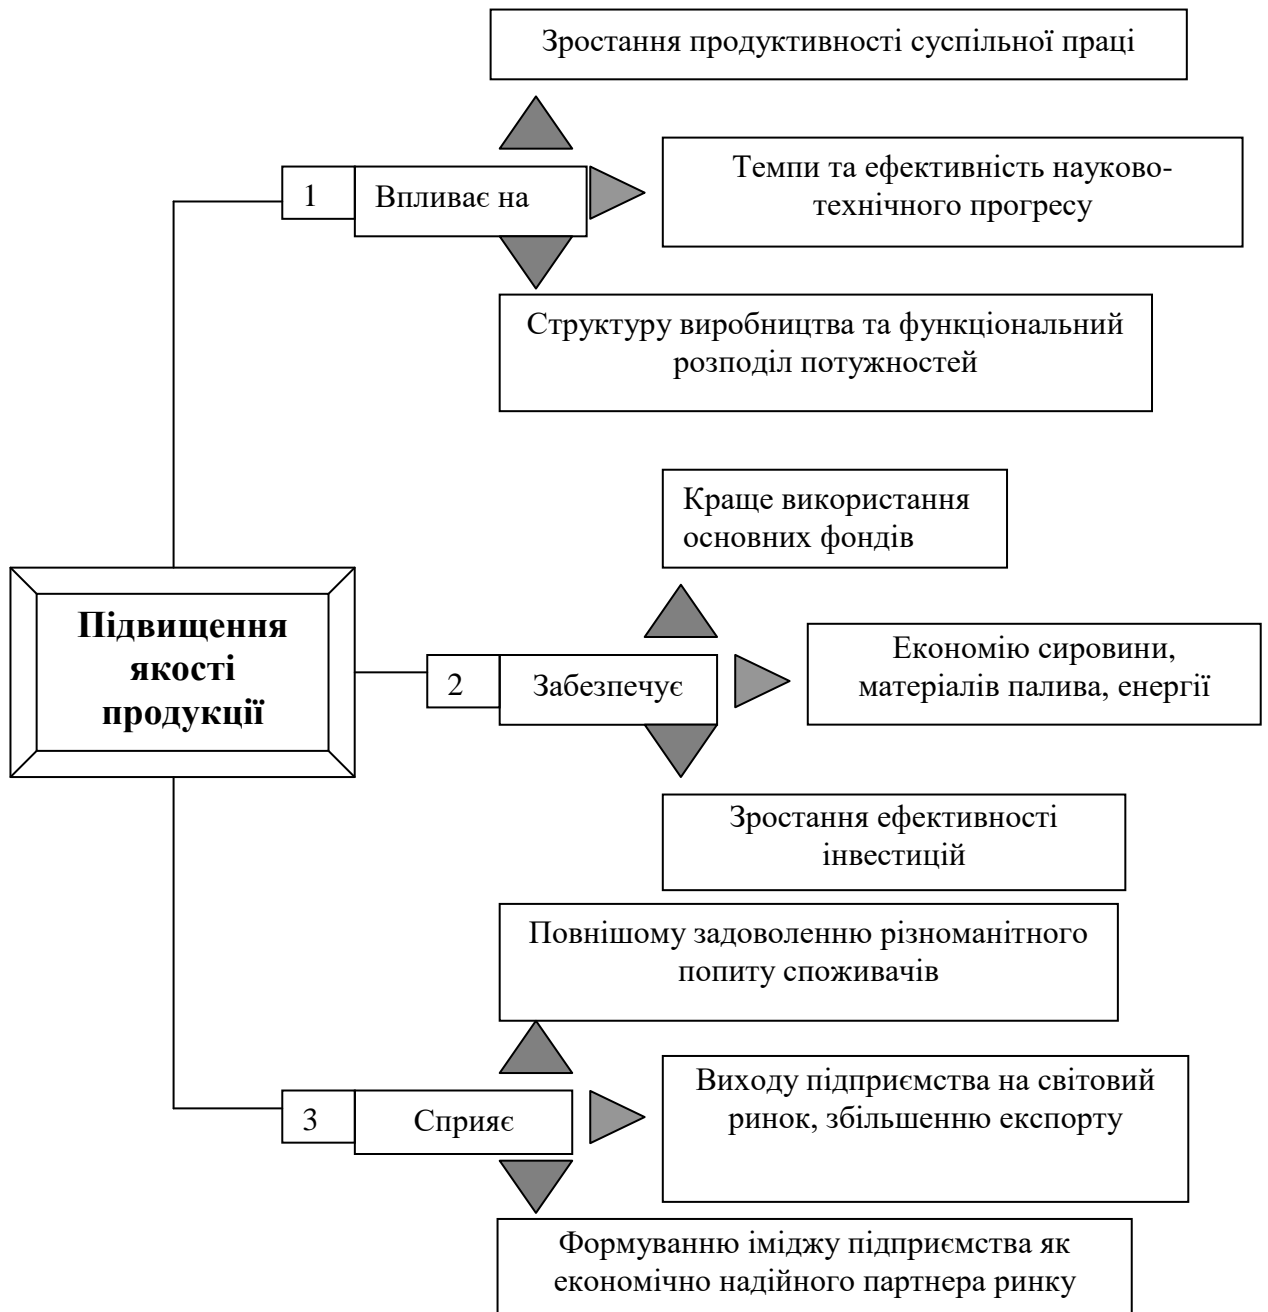 Зростання продуктивності суспільної праці
1
Впливає на
Темпи та ефективність науково-
технічного прогресу
Структуру виробництва та функціональний
розподіл потужностей
Краще використання
основних фондів
Підвищення
якості
продукції
2
Забезпечує
Економію сировини,
матеріалів палива, енергії
Зростання ефективності
інвестицій
Повнішому задоволенню різноманітного
попиту споживачів
3
Сприяє
Виходу підприємства на світовий
ринок, збільшенню експорту
Формуванню іміджу підприємства як
економічно надійного партнера ринку